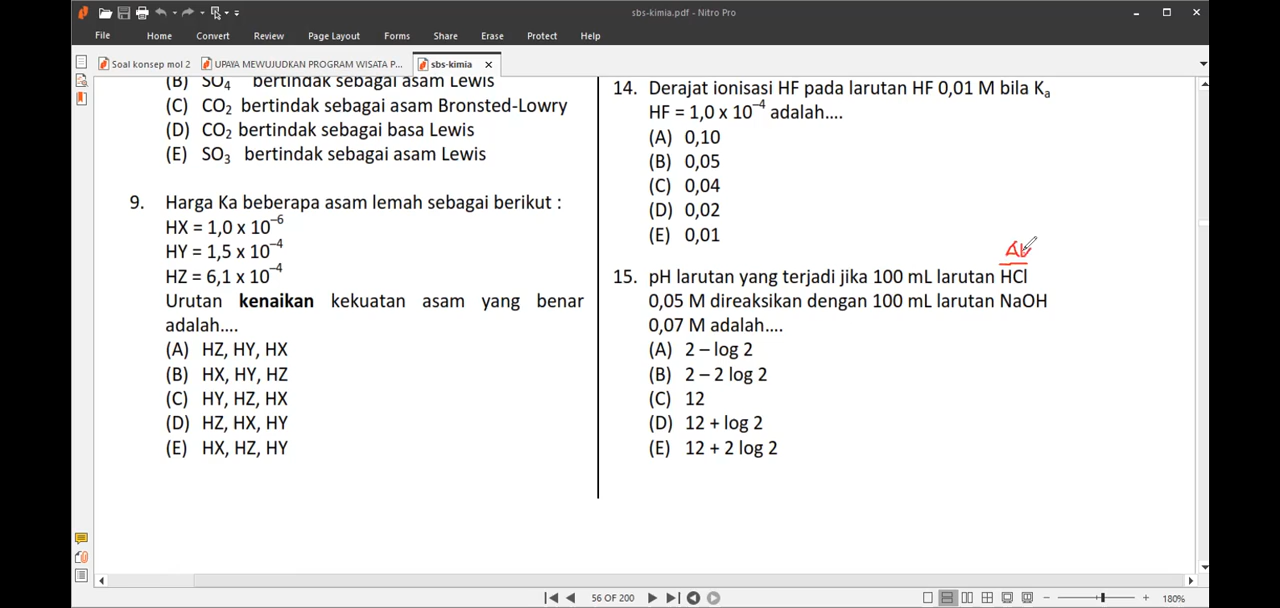 sbs-kimia.pdf - Nitro Pro
File Home Convert Review Page Layout Forms Share Erase Protect Help
Soal konsep mol 2 UPAYA MEWUJUDKAN PROGRAM WISATA P... sbs-kimia
(B) SO4 bertindak sebagai asam Lewis
(C) CO2 bertindak sebagai asam Bronsted-Lowry
(D) CO2 bertindak sebagai basa Lewis
(E) SO3 bertindak sebagai asam Lewis
9. Harga Ka beberapa asam lemah sebagai berikut :
HX = 1,0 x 10⁻⁶
HY = 1,5 x 10⁻⁴
HZ = 6,1 x 10⁻⁴
Urutan kenaikan kekuatan asam yang benar
adalah....
(A) HZ, HY, HX
(B) HX, HY, HZ
(C) HY, HZ, HX
(D) HZ, HX, HY
(E) HX, HZ, HY
14. Derajat ionisasi HF pada larutan HF 0,01 M bila Ka
HF = 1,0 x 10⁻⁴ adalah....
(A) 0,10
(B) 0,05
(C) 0,04
(D) 0,02
(E) 0,01
15. pH larutan yang terjadi jika 100 mL larutan HCl
0,05 M direaksikan dengan 100 mL larutan NaOH
0,07 M adalah....
(A) 2 – log 2
(B) 2 – 2 log 2
(C) 12
(D) 12 + log 2
(E) 12 + 2 log 2
56 OF 200
180%